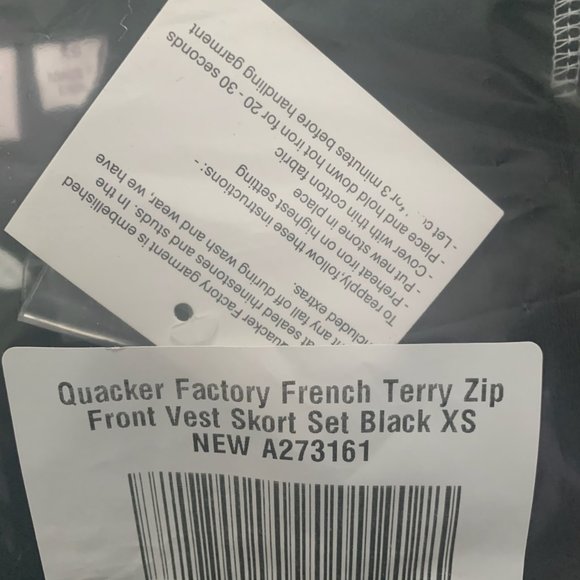 Quacker Factory garment is embellished
at sealed rhinestones and studs. In the
t any fall off during wash and wear, we have
ncluded extras.
To reapply, follow these instructions:-
- Preheat iron on highest setting
- Put new stone in place
- Cover with thin cotton fabric
- Place and hold down hot iron for 20 - 30 seconds
-Let 3 minutes before handling garment
Quacker Factory French Terry Zip
Front Vest Skort Set Black XS
NEW A273161